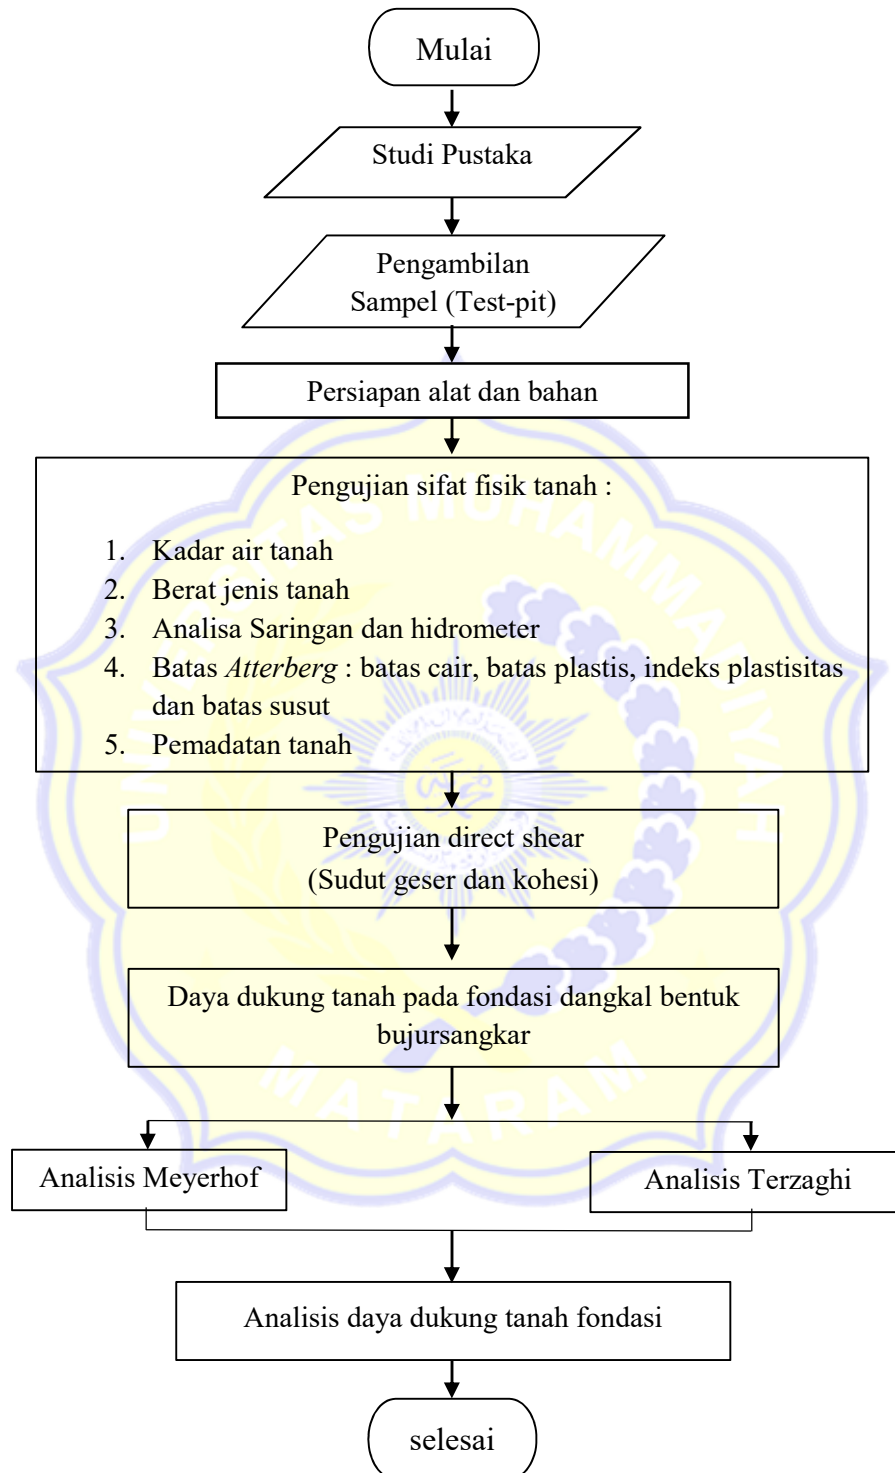 Mulai
Studi Pustaka
Pengambilan
Sampel (Test-pit)
Persiapan alat dan bahan
Pengujian sifat fisik tanah :
1. Kadar air tanah
2. Berat jenis tanah
3. Analisa Saringan dan hidrometer
4. Batas Atterberg : batas cair, batas plastis, indeks plastisitas
dan batas susut
5. Pemadatan tanah
Pengujian direct shear
(Sudut geser dan kohesi)
Daya dukung tanah pada fondasi dangkal bentuk
bujursangkar
Analisis Meyerhof
Analisis Terzaghi
Analisis daya dukung tanah fondasi
selesai
UNIVERSITAS MUHAMMADIYAH
MATARAM